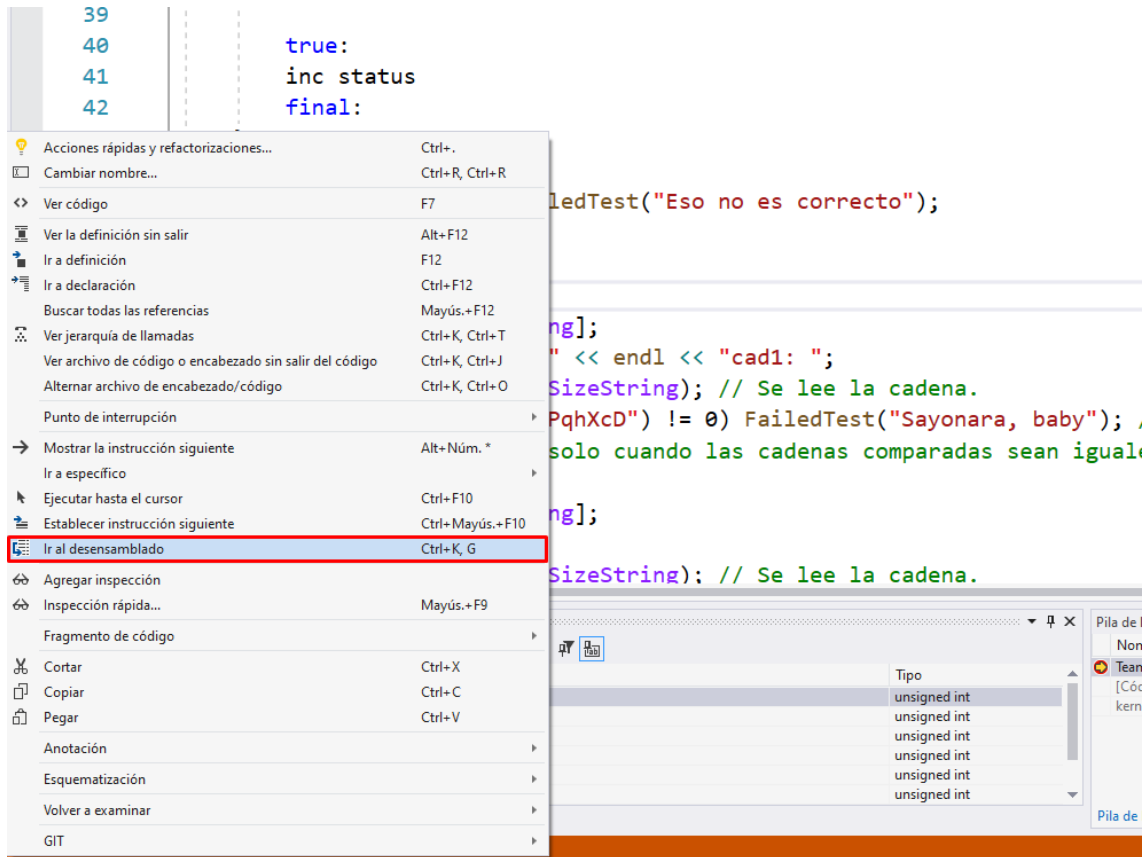 39
40 true:
41 inc status
42 final:
Acciones rápidas y refactorizaciones... Ctrl+.
Cambiar nombre... Ctrl+R, Ctrl+R
Ver código F7
ledTest("Eso no es correcto");
Ver la definición sin salir Alt+F12
Ir a definición F12
Ir a declaración Ctrl+F12
Buscar todas las referencias Mayús.+F12
ng];
Ver jerarquía de llamadas Ctrl+K, Ctrl+T
" << endl << "cad1: ";
Ver archivo de código o encabezado sin salir del código Ctrl+K, Ctrl+J
Alternar archivo de encabezado/código Ctrl+K, Ctrl+O
SizeString); // Se lee la cadena.
Punto de interrupción
PqhXcD") != 0) FailedTest("Sayonara, baby"); /
Mostrar la instrucción siguiente Alt+Núm. *
solo cuando las cadenas comparadas sean iguale
Ir a específico
Ejecutar hasta el cursor Ctrl+F10
ng];
Establecer instrucción siguiente Ctrl+Mayús.+F10
Ir al desensamblado Ctrl+K, G
Agregar inspección
SizeString); // Se lee la cadena.
Inspección rápida... Mayús.+F9
Pila de
Fragmento de código
Non
Cortar Ctrl+X
Tipo
Team
Copiar Ctrl+C
unsigned int
[Cód
Pegar Ctrl+V
unsigned int
kern
unsigned int
Anotación
unsigned int
Esquematización
unsigned int
unsigned int
Volver a examinar
Pila de
GIT